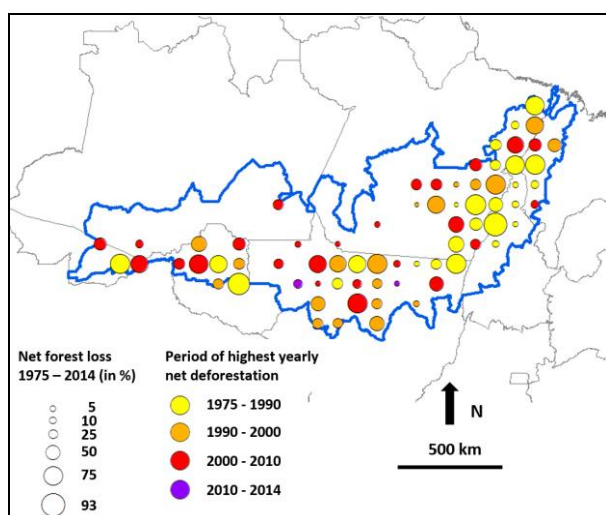 Net forest loss
1975 – 2014 (in %)
5
10
25
50
75
93
Period of highest yearly
net deforestation
1975 - 1990
1990 - 2000
2000 - 2010
2010 - 2014
N
500 km